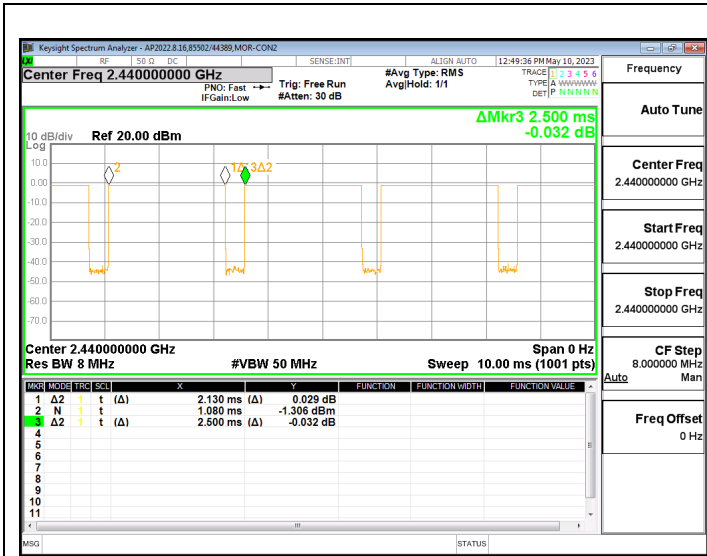 Keysight Spectrum Analyzer - AP2022.8.16,85502/44389,MOR-CON2
RF 50 Ω DC SENSE:INT ALIGN AUTO 12:49:36 PM May 10, 2023
Center Freq 2.440000000 GHz
PNO: Fast
IFGain:Low
Trig: Free Run
#Atten: 30 dB
#Avg Type: RMS
Avg|Hold: 1/1
TRACE 1 2 3 4 5 6
TYPE A WWWWW
DET P N N N N N
Frequency
ΔMkr3 2.500 ms
-0.032 dB
10 dB/div Ref 20.00 dBm
Log
10.0
0.00
-10.0
-20.0
-30.0
-40.0
-50.0
-60.0
-70.0
2
1Δ 3Δ2
Center 2.440000000 GHz Span 0 Hz
Res BW 8 MHz #VBW 50 MHz Sweep 10.00 ms (1001 pts)
MKR MODE TRC SCL X Y FUNCTION FUNCTION WIDTH FUNCTION VALUE
1 Δ2 1 t (Δ) 2.130 ms (Δ) 0.029 dB
2 N 1 t 1.080 ms -1.306 dBm
3 Δ2 1 t (Δ) 2.500 ms (Δ) -0.032 dB
4
5
6
7
8
9
10
11
MSG STATUS
Auto Tune
Center Freq
2.440000000 GHz
Start Freq
2.440000000 GHz
Stop Freq
2.440000000 GHz
CF Step
8.000000 MHz
Auto Man
Freq Offset
0 Hz